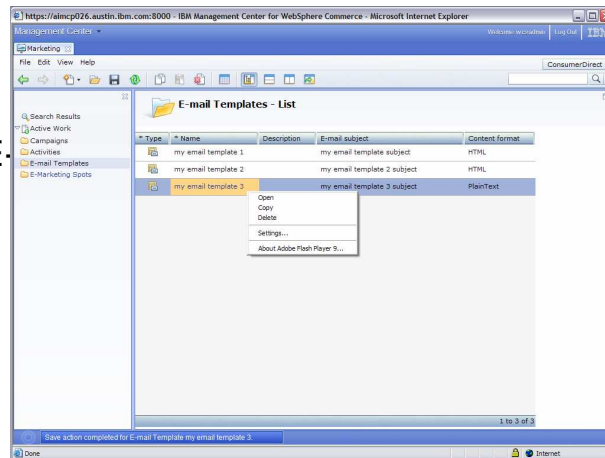 https://aimcp026.austin.ibm.com:8000 - IBM Management Center for WebSphere Commerce - Microsoft Internet Explorer
Management Center
Welcome wcsadmin | Log Out | IBM
Marketing
File Edit View Help
ConsumerDirect
E-mail Templates - List
Search Results
Active Work
Campaigns
Activities
E-mail Templates
E-Marketing Spots
* Type * Name Description E-mail subject Content format
my email template 1 my email template subject HTML
my email template 2 my email template 2 subject HTML
my email template 3 my email template 3 subject PlainText
Open
Copy
Delete
Settings...
About Adobe Flash Player 9...
1 to 3 of 3
Save action completed for E-mail Template my email template 3.
Done Internet